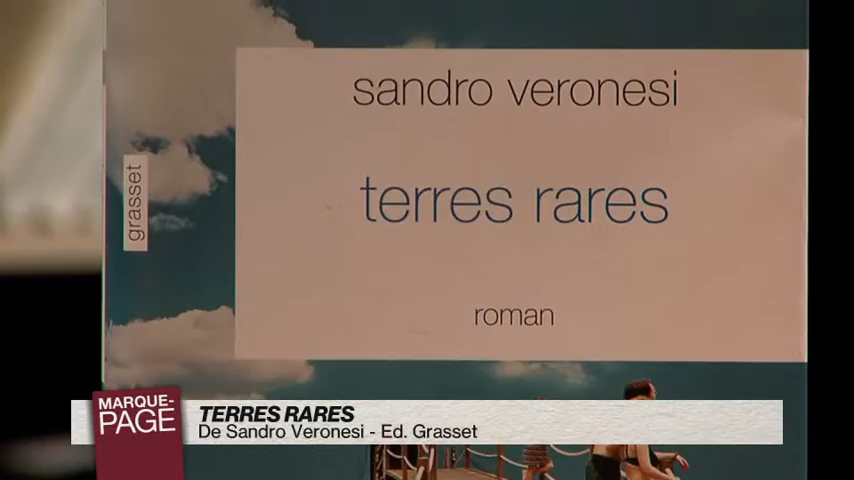 sandro veronesi
terres rares
grasset
roman
MARQUE-
PAGE
TERRES RARES
De Sandro Veronesi - Ed. Grasset